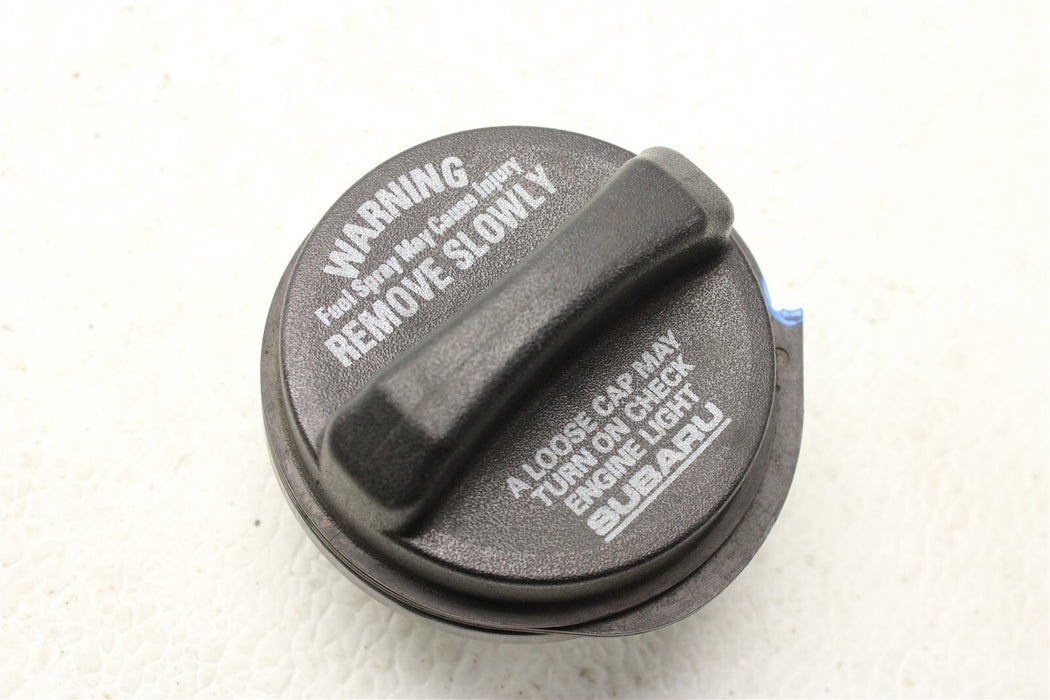 WARNING
Fuel Spray May Cause Injury
REMOVE SLOWLY
A LOOSE CAP MAY
TURN ON CHECK
ENGINE LIGHT
SUBARU